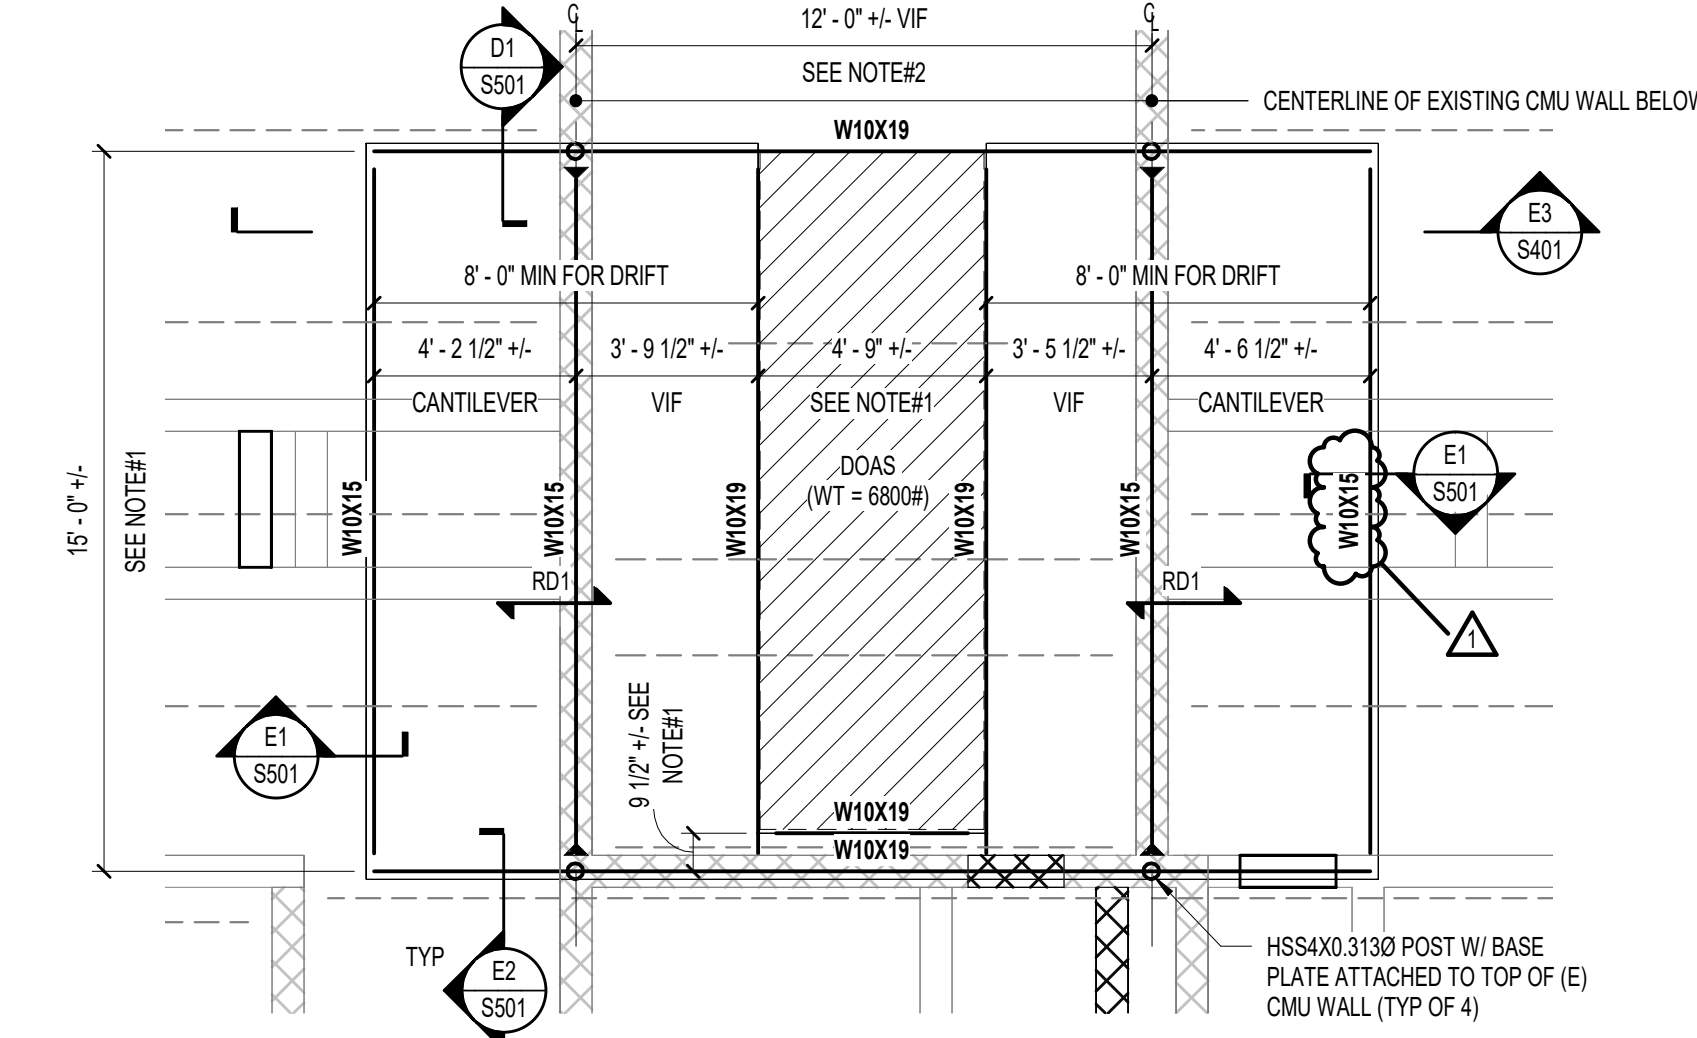 D1
S501
CL
12' - 0" +/- VIF
CL
SEE NOTE#2
CENTERLINE OF EXISTING CMU WALL BELOW
W10X19
E3
S401
8' - 0" MIN FOR DRIFT
8' - 0" MIN FOR DRIFT
4' - 2 1/2" +/-
3' - 9 1/2" +/-
4' - 9" +/-
3' - 5 1/2" +/-
4' - 6 1/2" +/-
CANTILEVER
VIF
SEE NOTE#1
VIF
CANTILEVER
15' - 0" +/-
SEE NOTE#1
DOAS
(WT = 6800#)
W10X15
W10X15
W10X19
W10X19
W10X15
W10X15
E1
S501
RD1
RD1
1
9 1/2" +/- SEE
NOTE#1
E1
S501
W10X19
W10X19
TYP
E2
S501
HSS4X0.313Ø POST W/ BASE
PLATE ATTACHED TO TOP OF (E)
CMU WALL (TYP OF 4)